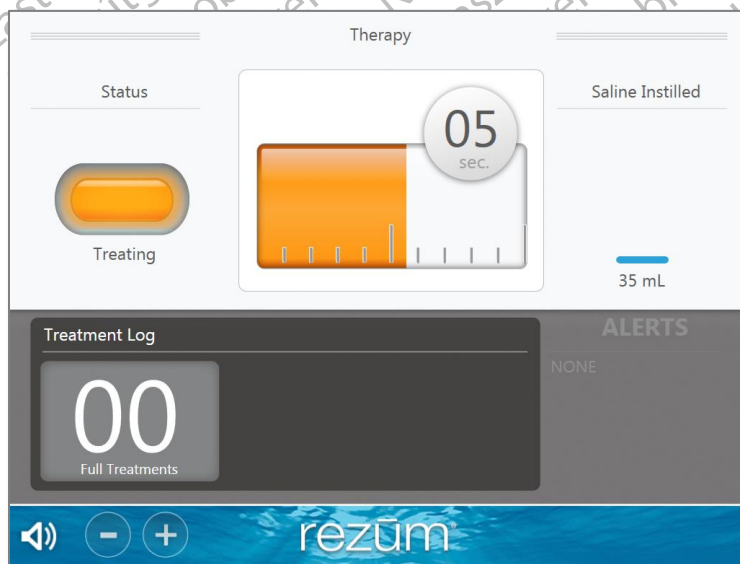 Therapy
Status
Saline Instilled
05
sec.
Treating
35 mL
Treatment Log
ALERTS
NONE
00
Full Treatments
- +
rezūm